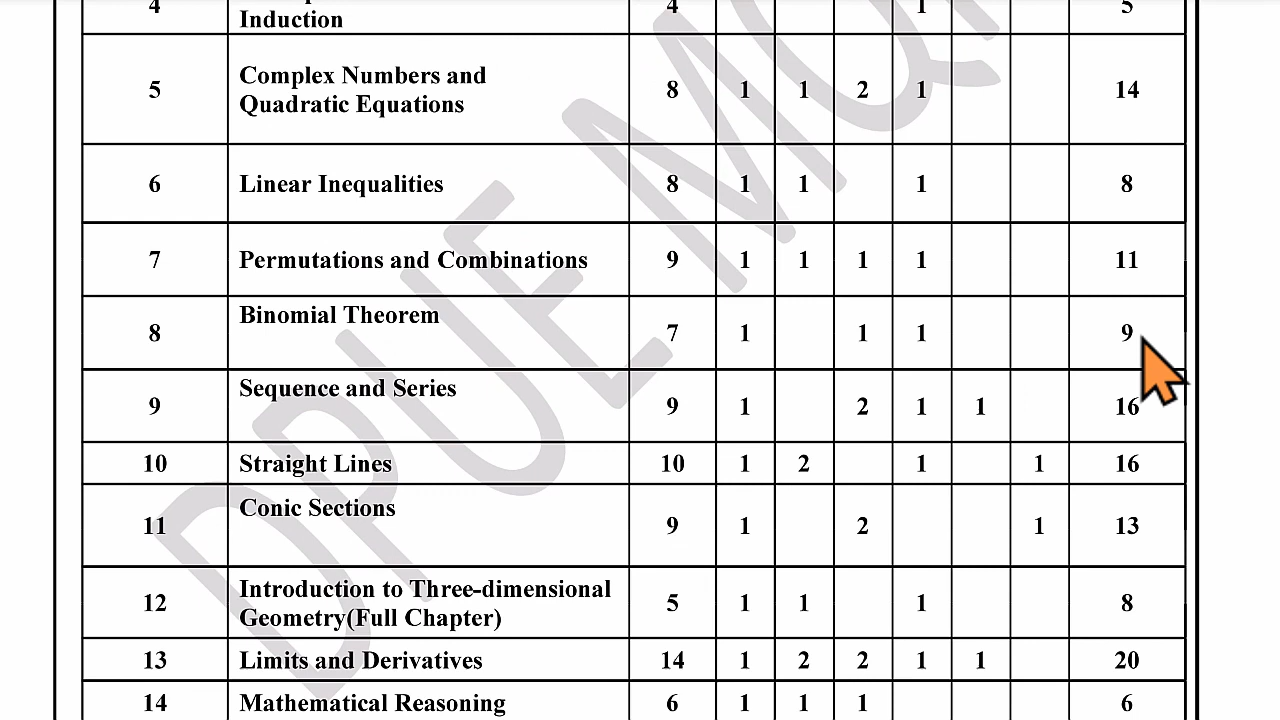 4 Induction 4 1 5
5 Complex Numbers and Quadratic Equations 8 1 1 2 1 14
6 Linear Inequalities 8 1 1 1 8
7 Permutations and Combinations 9 1 1 1 1 11
8 Binomial Theorem 7 1 1 1 9
9 Sequence and Series 9 1 2 1 1 16
10 Straight Lines 10 1 2 1 1 16
11 Conic Sections 9 1 2 1 13
12 Introduction to Three-dimensional Geometry(Full Chapter) 5 1 1 1 8
13 Limits and Derivatives 14 1 2 2 1 1 20
14 Mathematical Reasoning 6 1 1 1 6
DPUE